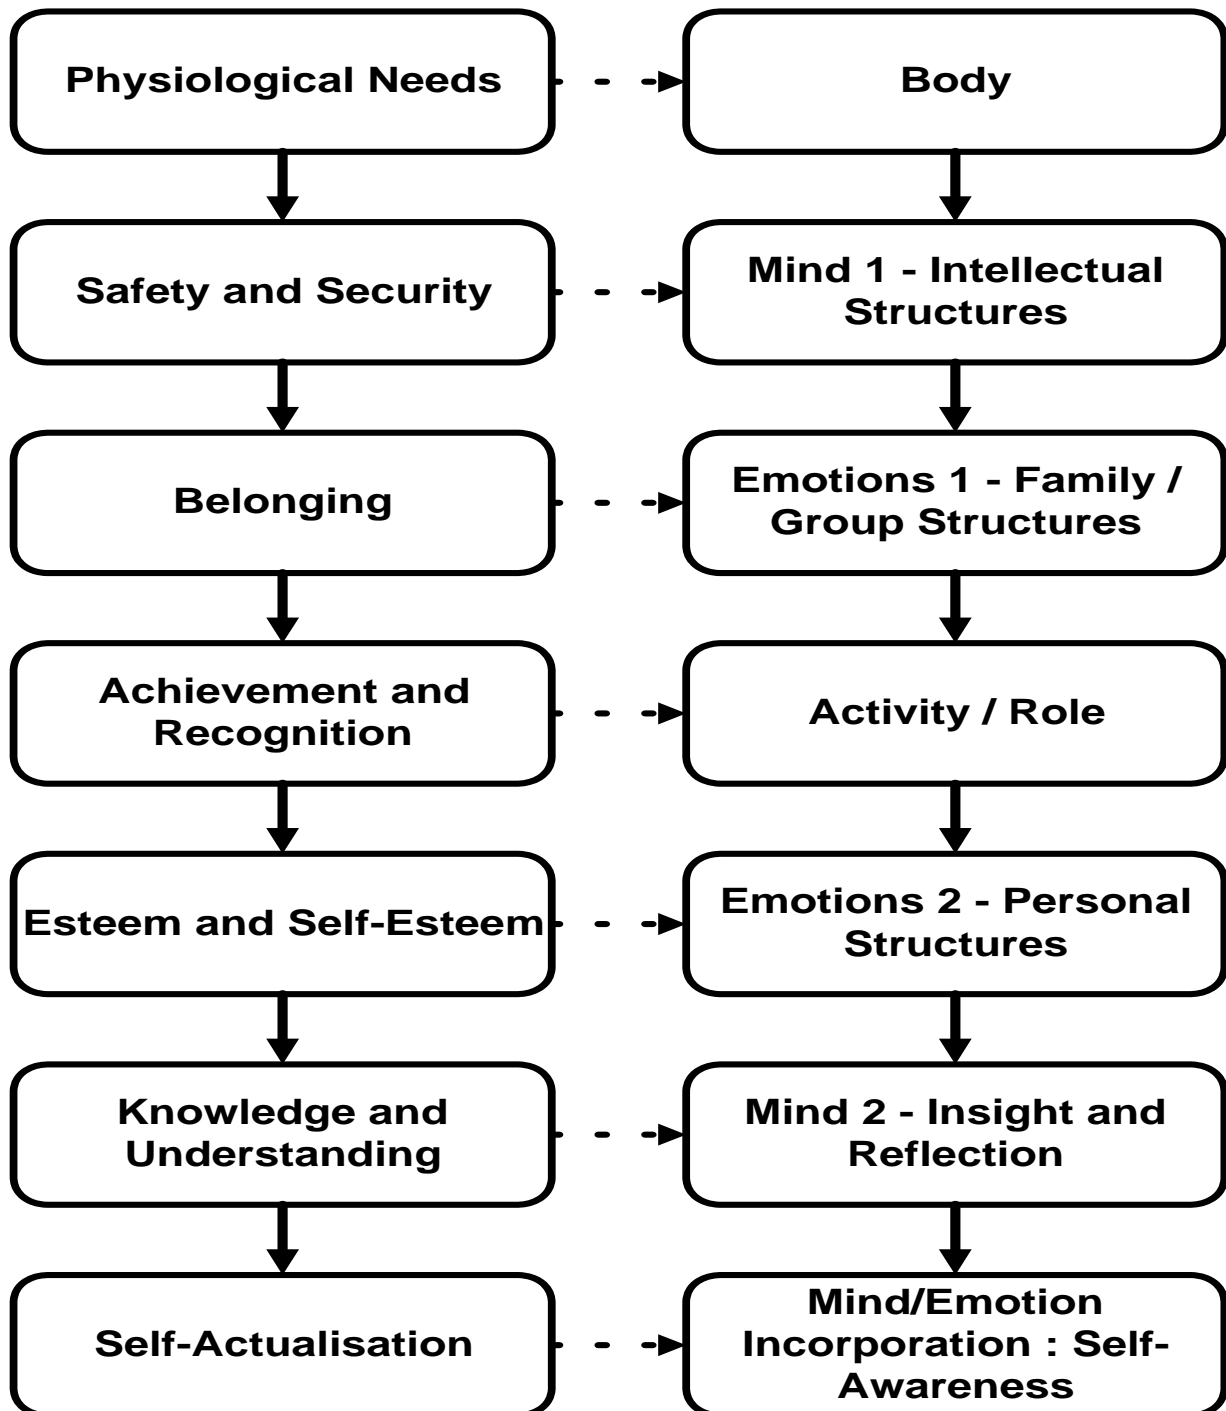 Physiological Needs
Body
Safety and Security
Mind 1 - Intellectual
Structures
Belonging
Emotions 1 - Family /
Group Structures
Achievement and
Recognition
Activity / Role
Esteem and Self-Esteem
Emotions 2 - Personal
Structures
Knowledge and
Understanding
Mind 2 - Insight and
Reflection
Self-Actualisation
Mind/Emotion
Incorporation : Self-
Awareness